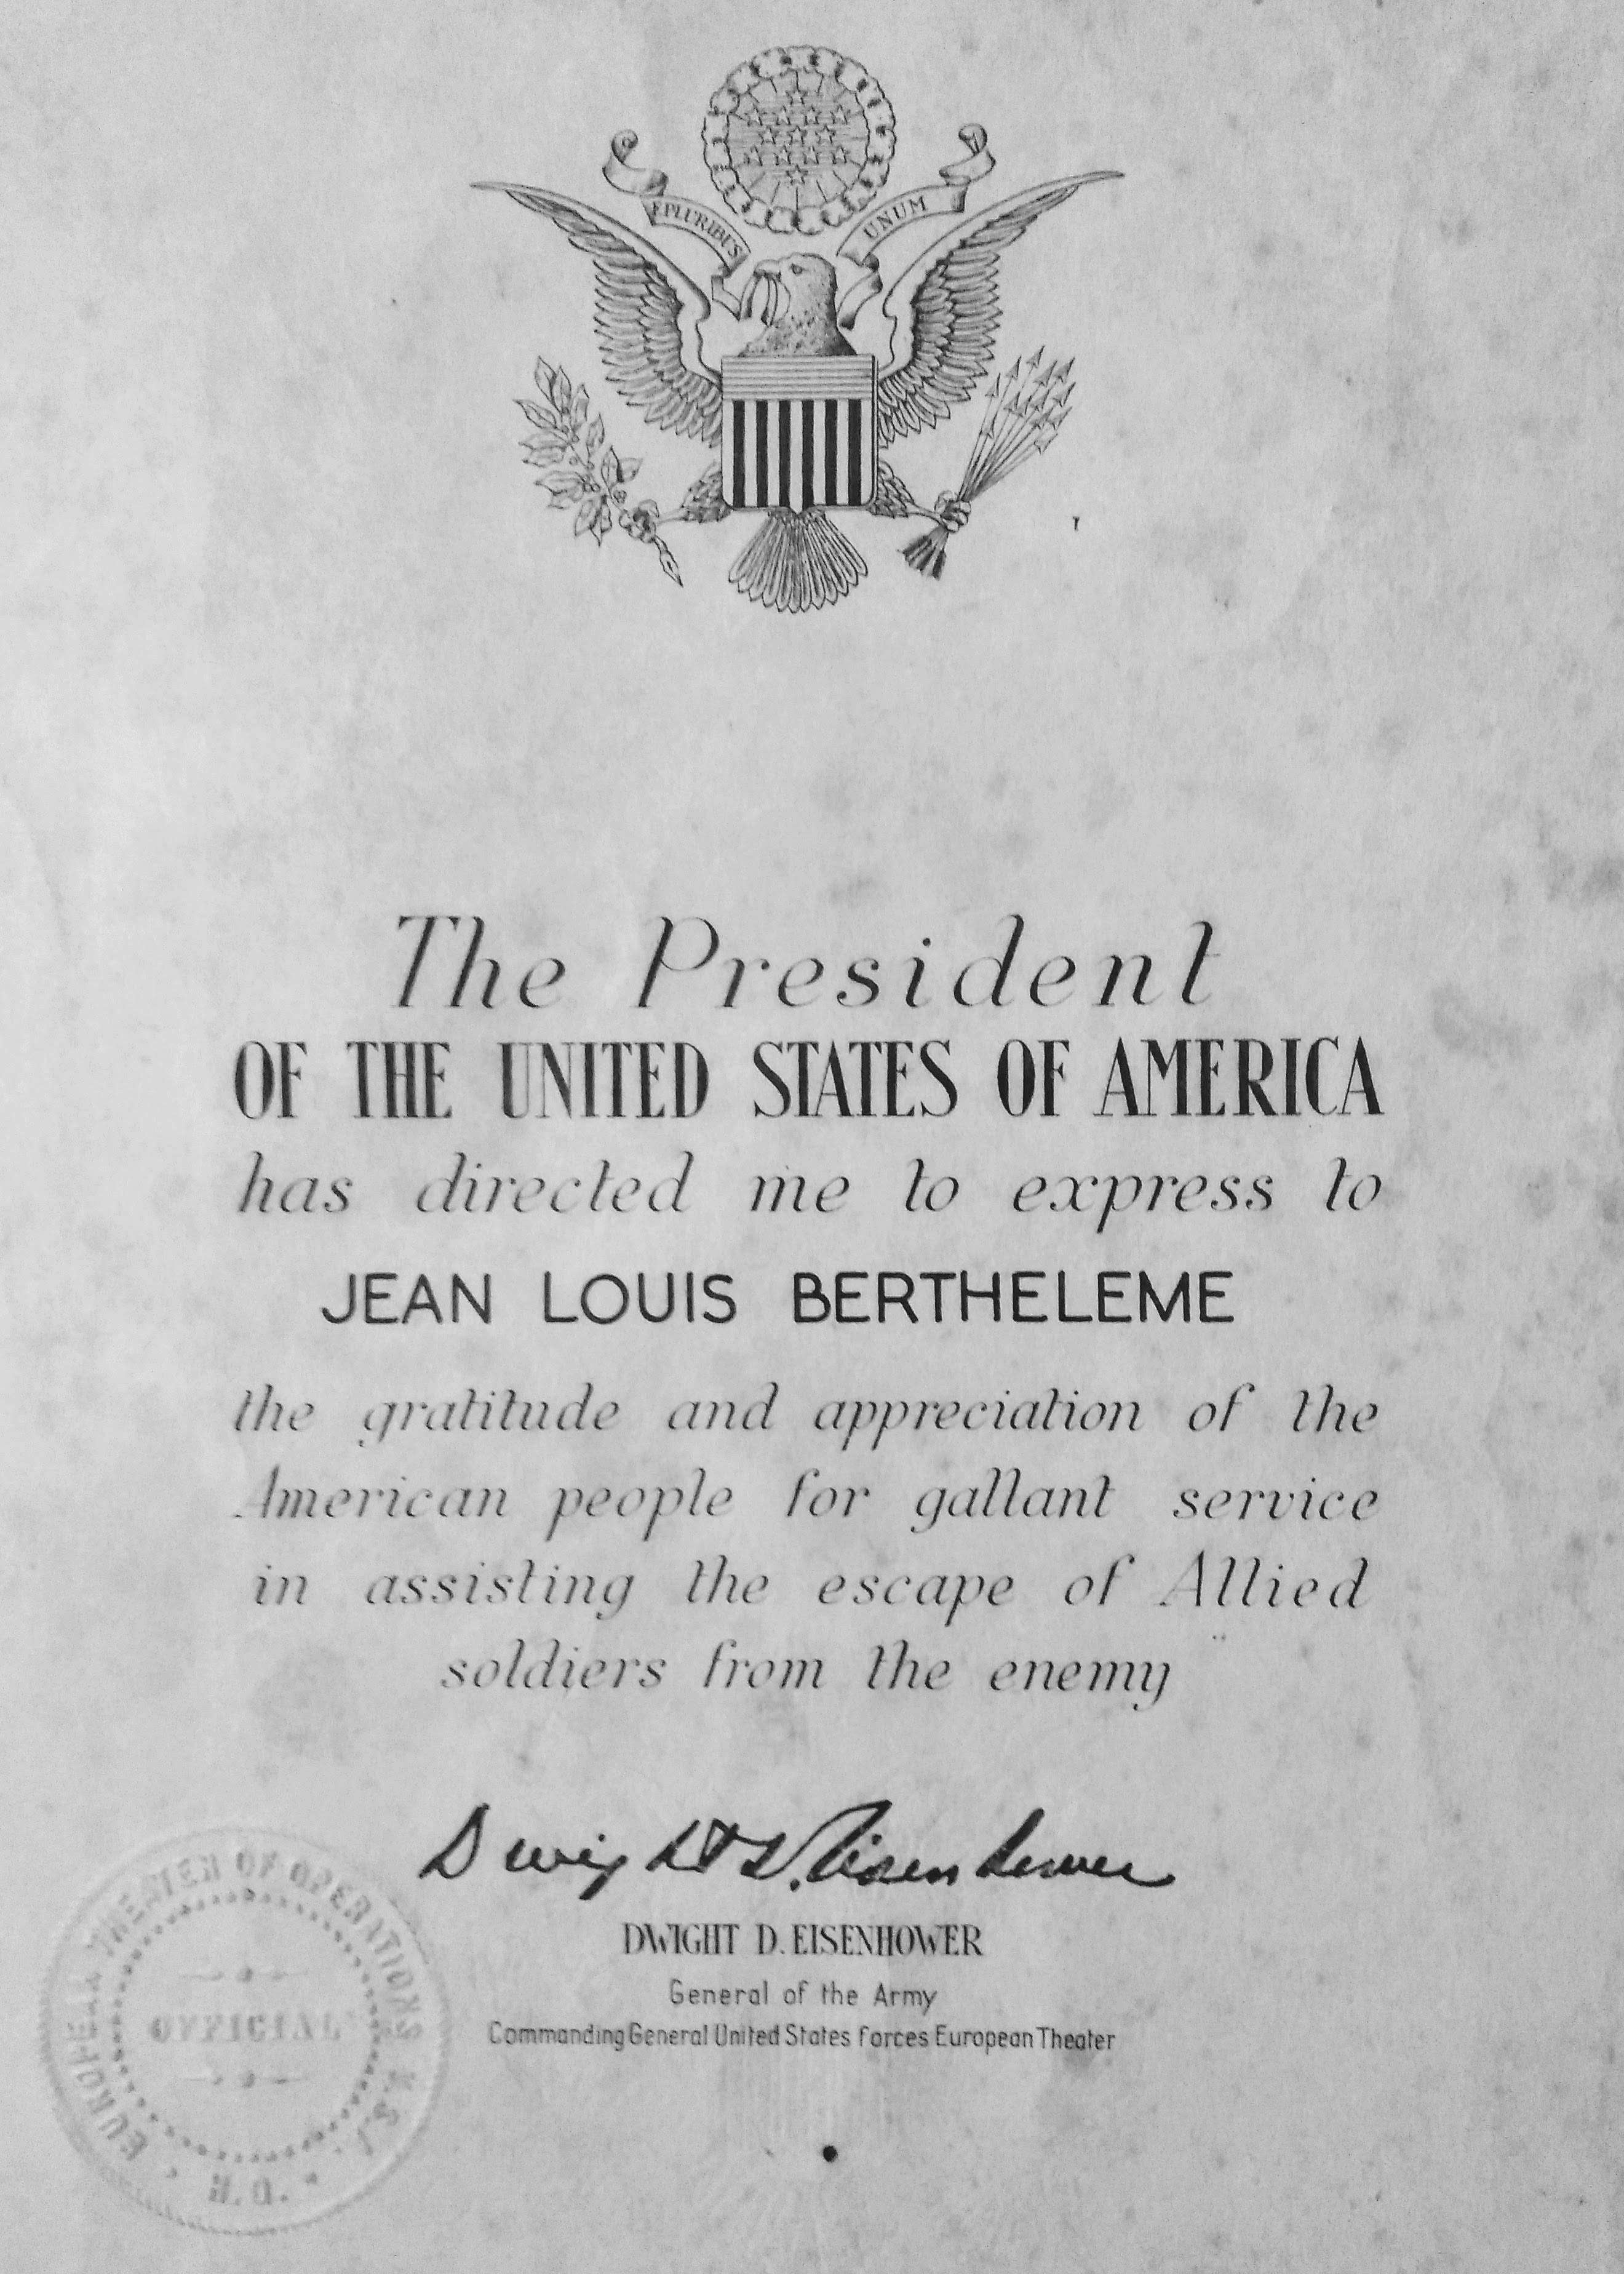 E PLURIBUS UNUM
The President
OF THE UNITED STATES OF AMERICA
has directed me to express to
JEAN LOUIS BERTHELEME
the gratitude and appreciation of the
American people for gallant service
in assisting the escape of Allied
soldiers from the enemy
Dwight D. Eisenhower
DWIGHT D. EISENHOWER
General of the Army
Commanding General United States Forces European Theater
EUROPEAN THEATER OF OPERATIONS U.S.A.
OFFICIAL
H.Q.